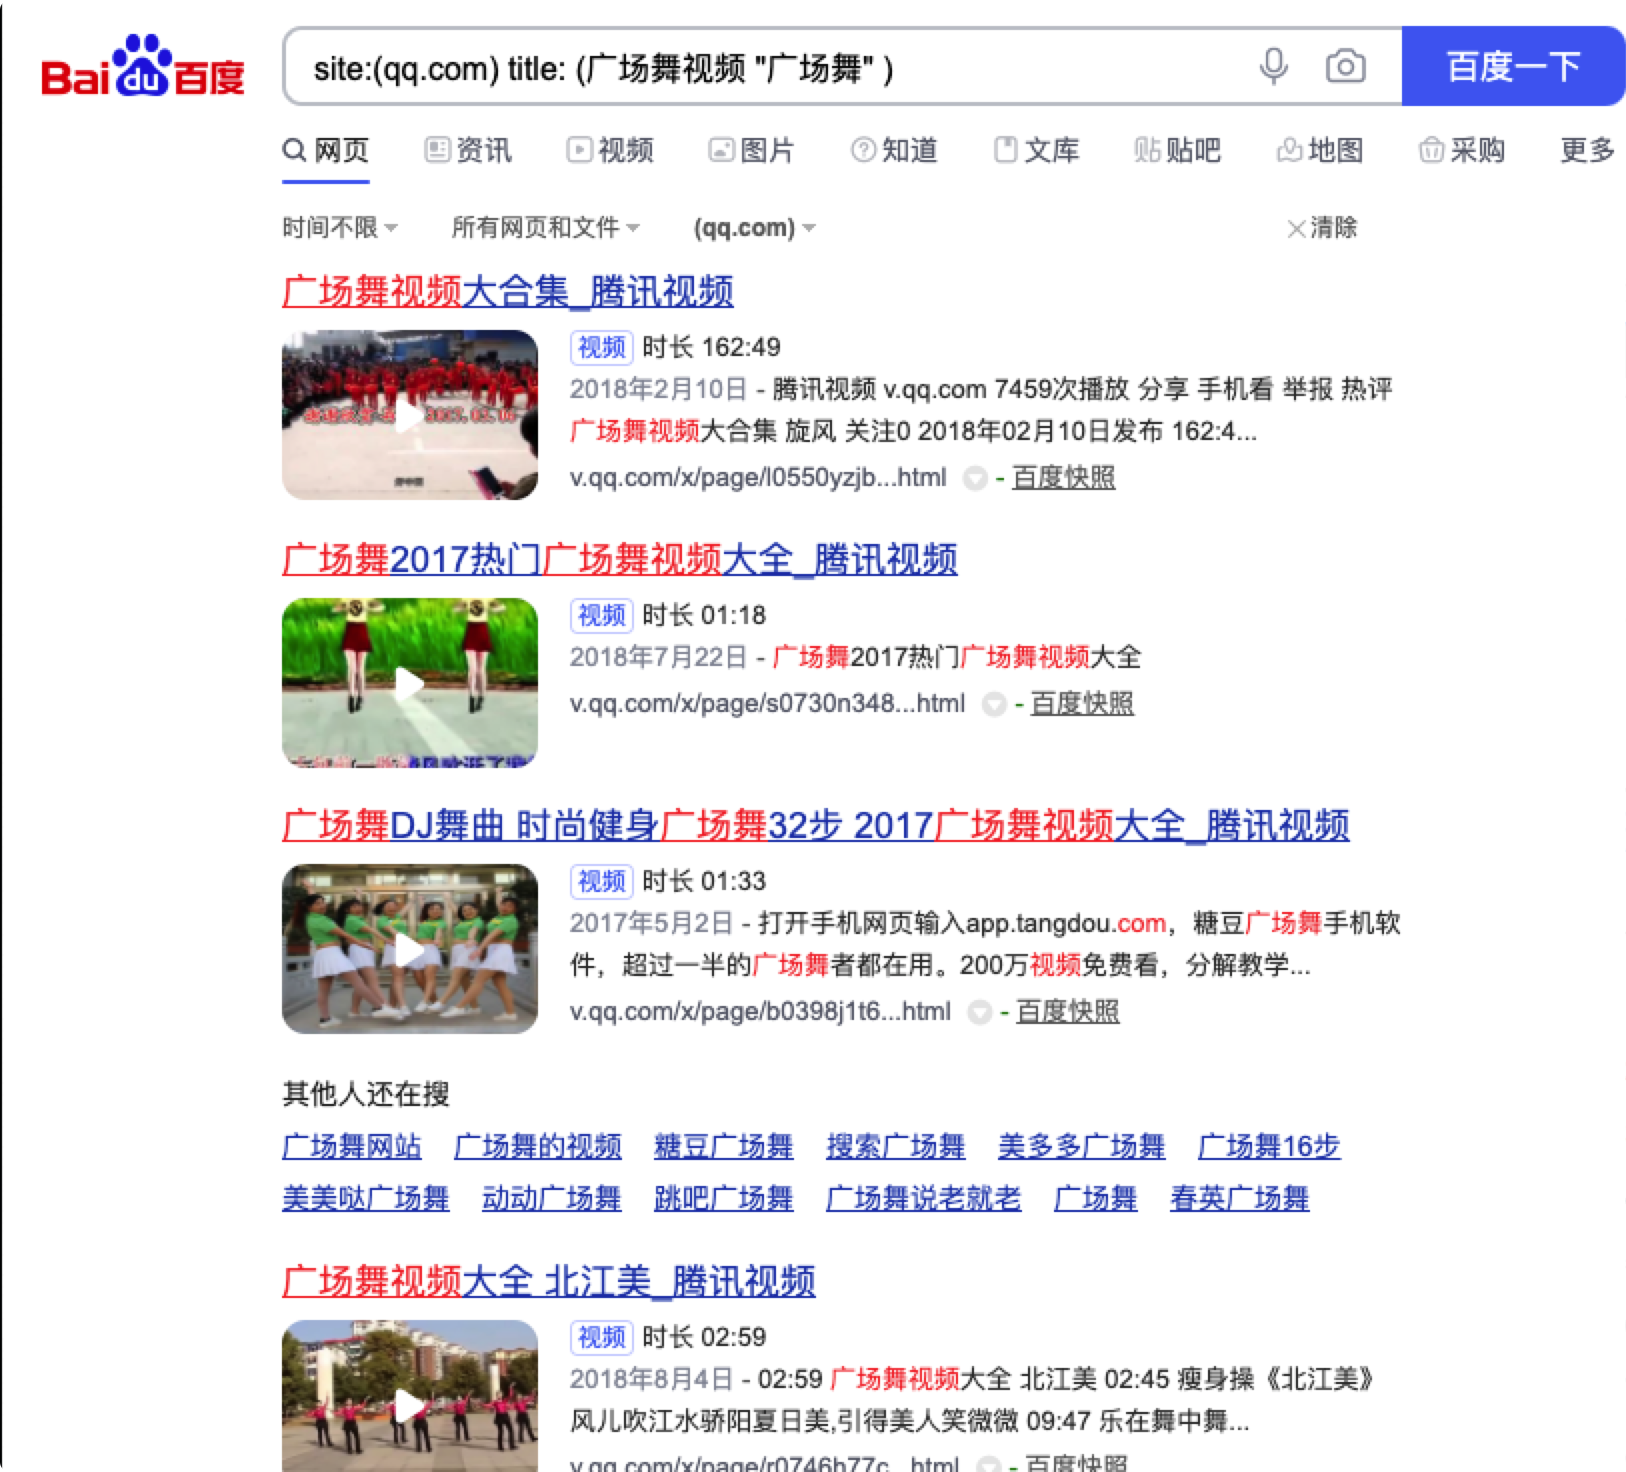 Bai du 百度
site:(qq.com) title: (广场舞视频 "广场舞" )
百度一下
网页 资讯 视频 图片 知道 文库 贴吧 地图 采购 更多
时间不限 所有网页和文件 (qq.com) 清除
广场舞视频大合集_腾讯视频
视频 时长 162:49
2018年2月10日 - 腾讯视频 v.qq.com 7459次播放 分享 手机看 举报 热评
广场舞视频大合集 旋风 关注0 2018年02月10日发布 162:4...
v.qq.com/x/page/l0550yzjb...html - 百度快照
广场舞2017热门广场舞视频大全_腾讯视频
视频 时长 01:18
2018年7月22日 - 广场舞2017热门广场舞视频大全
v.qq.com/x/page/s0730n348...html - 百度快照
广场舞DJ舞曲 时尚健身广场舞32步 2017广场舞视频大全_腾讯视频
视频 时长 01:33
2017年5月2日 - 打开手机网页输入app.tangdou.com，糖豆广场舞手机软
件，超过一半的广场舞者都在用。200万视频免费看，分解教学...
v.qq.com/x/page/b0398j1t6...html - 百度快照
其他人还在搜
广场舞网站 广场舞的视频 糖豆广场舞 搜索广场舞 美多多广场舞 广场舞16步
美美哒广场舞 动动广场舞 跳吧广场舞 广场舞说老就老 广场舞 春英广场舞
广场舞视频大全 北江美_腾讯视频
视频 时长 02:59
2018年8月4日 - 02:59 广场舞视频大全 北江美 02:45 瘦身操《北江美》
风儿吹江水骄阳夏日美,引得美人笑微微 09:47 乐在舞中舞...
v.qq.com/x/page/r0746h77c...html - 百度快照